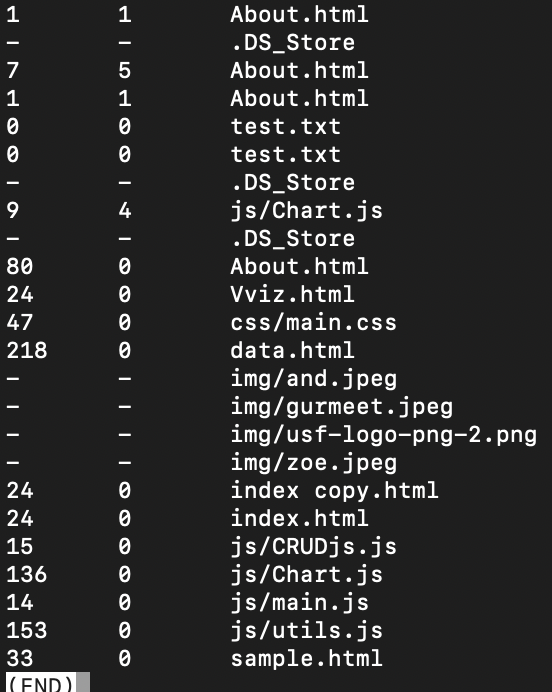 1 1 About.html
- - .DS_Store
7 5 About.html
1 1 About.html
0 0 test.txt
0 0 test.txt
- - .DS_Store
9 4 js/Chart.js
- - .DS_Store
80 0 About.html
24 0 Vviz.html
47 0 css/main.css
218 0 data.html
- - img/and.jpeg
- - img/gurmeet.jpeg
- - img/usf-logo-png-2.png
- - img/zoe.jpeg
24 0 index copy.html
24 0 index.html
15 0 js/CRUDjs.js
136 0 js/Chart.js
14 0 js/main.js
153 0 js/utils.js
33 0 sample.html
(END)